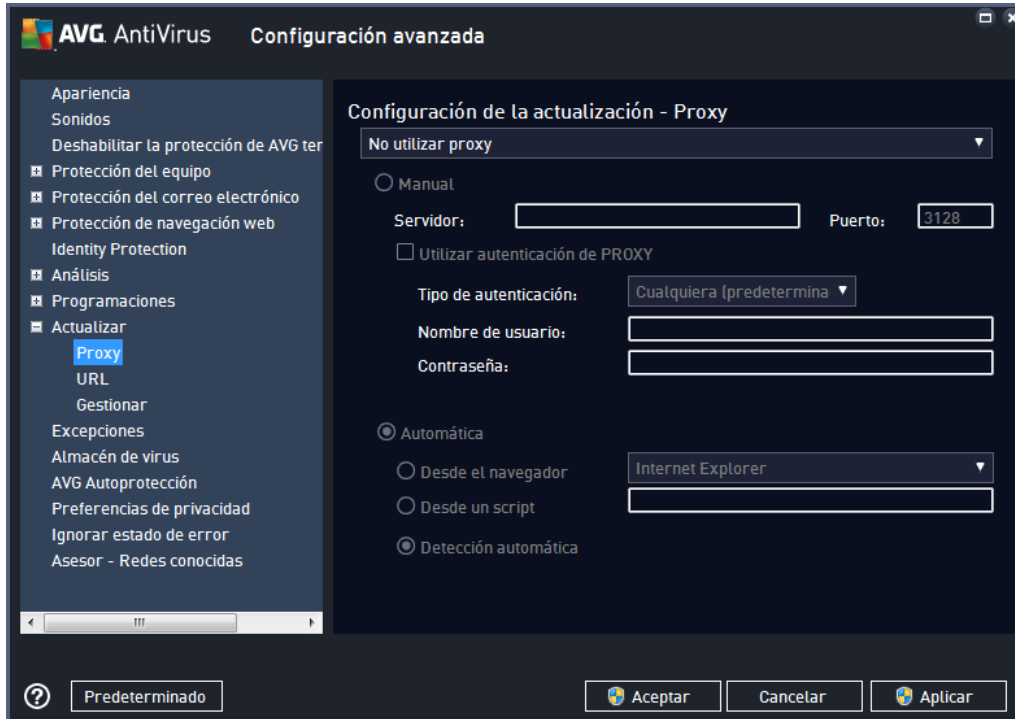 AVG. AntiVirus Configuración avanzada
Apariencia
Sonidos
Deshabilitar la protección de AVG ter
Protección del equipo
Protección del correo electrónico
Protección de navegación web
Identity Protection
Análisis
Programaciones
Actualizar
Proxy
URL
Gestionar
Excepciones
Almacén de virus
AVG Autoprotección
Preferencias de privacidad
Ignorar estado de error
Asesor - Redes conocidas
Configuración de la actualización - Proxy
No utilizar proxy
Manual
Servidor: Puerto: 3128
Utilizar autenticación de PROXY
Tipo de autenticación: Cualquiera (predetermina
Nombre de usuario:
Contraseña:
Automática
Desde el navegador Internet Explorer
Desde un script
Detección automática
? Predeterminado Aceptar Cancelar Aplicar